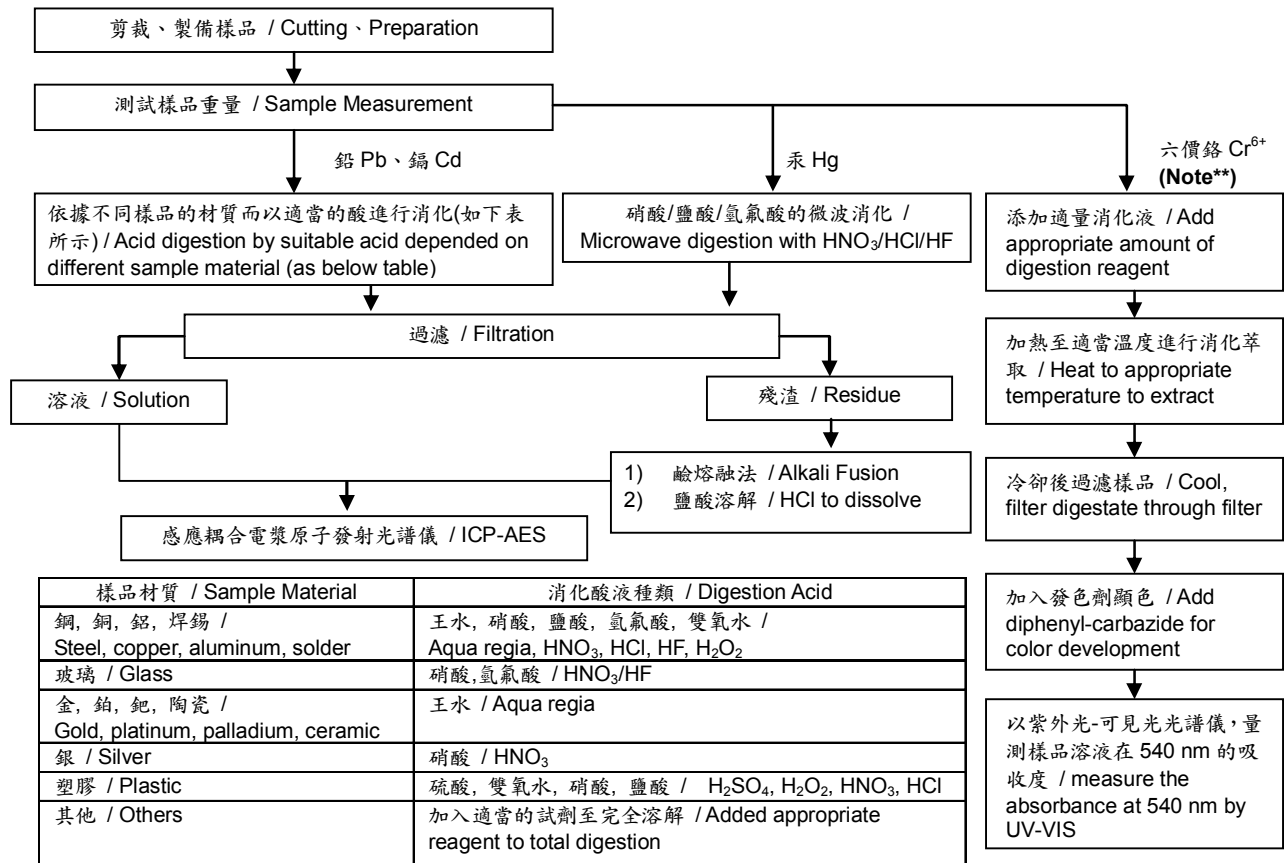 剪裁、製備樣品 / Cutting、Preparation
測試樣品重量 / Sample Measurement
鉛 Pb、鎘 Cd
汞 Hg
六價鉻 Cr⁶⁺
(Note**)
依據不同樣品的材質而以適當的酸進行消化(如下表
所示) / Acid digestion by suitable acid depended on
different sample material (as below table)
硝酸/鹽酸/氫氟酸的微波消化 /
Microwave digestion with HNO₃/HCl/HF
添加適量消化液 / Add
appropriate amount of
digestion reagent
過濾 / Filtration
加熱至適當溫度進行消化萃
取 / Heat to appropriate
temperature to extract
溶液 / Solution
殘渣 / Residue
1) 鹼熔融法 / Alkali Fusion
2) 鹽酸溶解 / HCl to dissolve
冷卻後過濾樣品 / Cool,
filter digestate through filter
感應耦合電漿原子發射光譜儀 / ICP-AES
加入發色劑顯色 / Add
diphenyl-carbazide for
color development
以紫外光-可見光光譜儀，量
測樣品溶液在 540 nm 的吸
收度 / measure the
absorbance at 540 nm by
UV-VIS
樣品材質 / Sample Material
消化酸液種類 / Digestion Acid
鋼, 銅, 鋁, 焊錫 /
Steel, copper, aluminum, solder
王水, 硝酸, 鹽酸, 氫氟酸, 雙氧水 /
Aqua regia, HNO₃, HCl, HF, H₂O₂
玻璃 / Glass
硝酸,氫氟酸 / HNO₃/HF
金, 鉑, 鈀, 陶瓷 /
Gold, platinum, palladium, ceramic
王水 / Aqua regia
銀 / Silver
硝酸 / HNO₃
塑膠 / Plastic
硫酸, 雙氧水, 硝酸, 鹽酸 / H₂SO₄, H₂O₂, HNO₃, HCl
其他 / Others
加入適當的試劑至完全溶解 / Added appropriate
reagent to total digestion